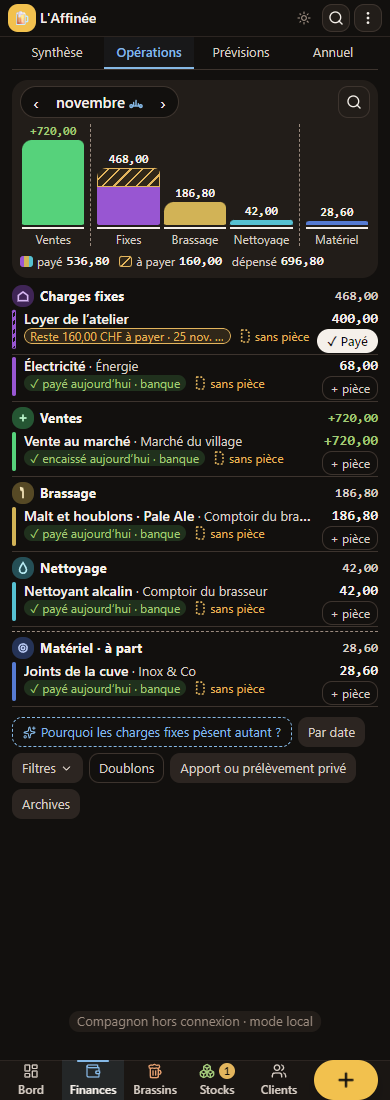 L'Affinée
Synthèse Opérations Prévisions Annuel
‹ novembre ›
+720,00 468,00 186,80 42,00 28,60
Ventes Fixes Brassage Nettoyage Matériel
payé 536,80 à payer 160,00 dépensé 696,80
Charges fixes 468,00
Loyer de l'atelier 400,00
Reste 160,00 CHF à payer · 25 nov. … sans pièce ✓ Payé
Électricité · Énergie 68,00
✓ payé aujourd'hui · banque sans pièce + pièce
Ventes +720,00
Vente au marché · Marché du village +720,00
✓ encaissé aujourd'hui · banque sans pièce + pièce
Brassage 186,80
Malt et houblons · Pale Ale · Comptoir du bra... 186,80
✓ payé aujourd'hui · banque sans pièce + pièce
Nettoyage 42,00
Nettoyant alcalin · Comptoir du brasseur 42,00
✓ payé aujourd'hui · banque sans pièce + pièce
Matériel · à part 28,60
Joints de la cuve · Inox & Co 28,60
✓ payé aujourd'hui · banque sans pièce + pièce
Pourquoi les charges fixes pèsent autant ? Par date
Filtres Doublons Apport ou prélèvement privé
Archives
Compagnon hors connexion · mode local
1
Bord Finances Brassins Stocks Clients +